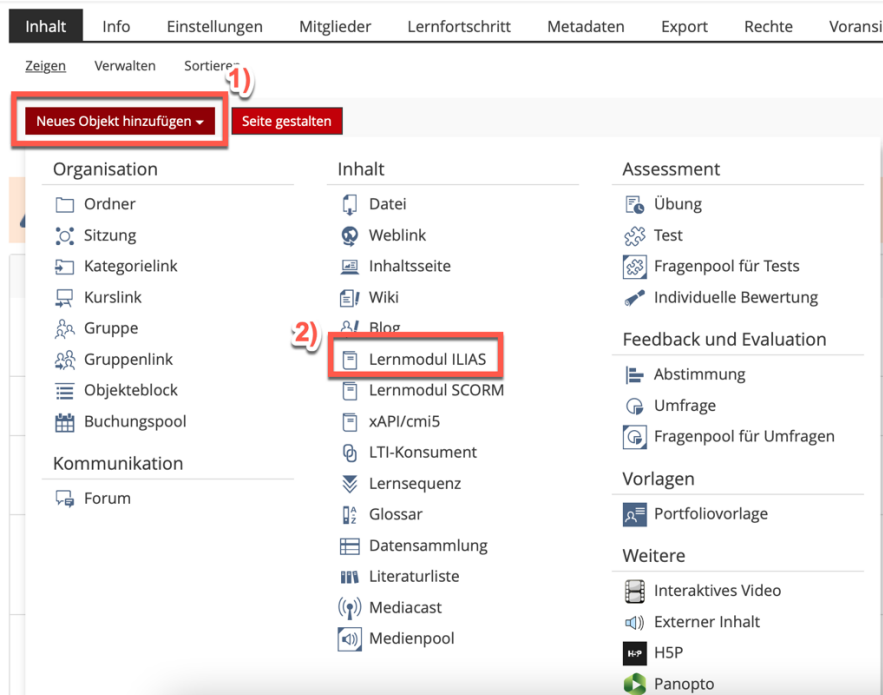 Inhalt Info Einstellungen Mitglieder Lernfortschritt Metadaten Export Rechte Voransi
Zeigen Verwalten Sortieren
1)
Neues Objekt hinzufügen Seite gestalten
Organisation
Ordner
Sitzung
Kategorielink
Kurslink
Gruppe
Gruppenlink
Objekteblock
Buchungspool
Kommunikation
Forum
Inhalt
Datei
Weblink
Inhaltsseite
Wiki
Blog
2)
Lernmodul ILIAS
Lernmodul SCORM
xAPI/cmi5
LTI-Konsument
Lernsequenz
Glossar
Datensammlung
Literaturliste
Mediacast
Medienpool
Assessment
Übung
Test
Fragenpool für Tests
Individuelle Bewertung
Feedback und Evaluation
Abstimmung
Umfrage
Fragenpool für Umfragen
Vorlagen
Portfoliovorlage
Weitere
Interaktives Video
Externer Inhalt
H5P H5P
Panopto